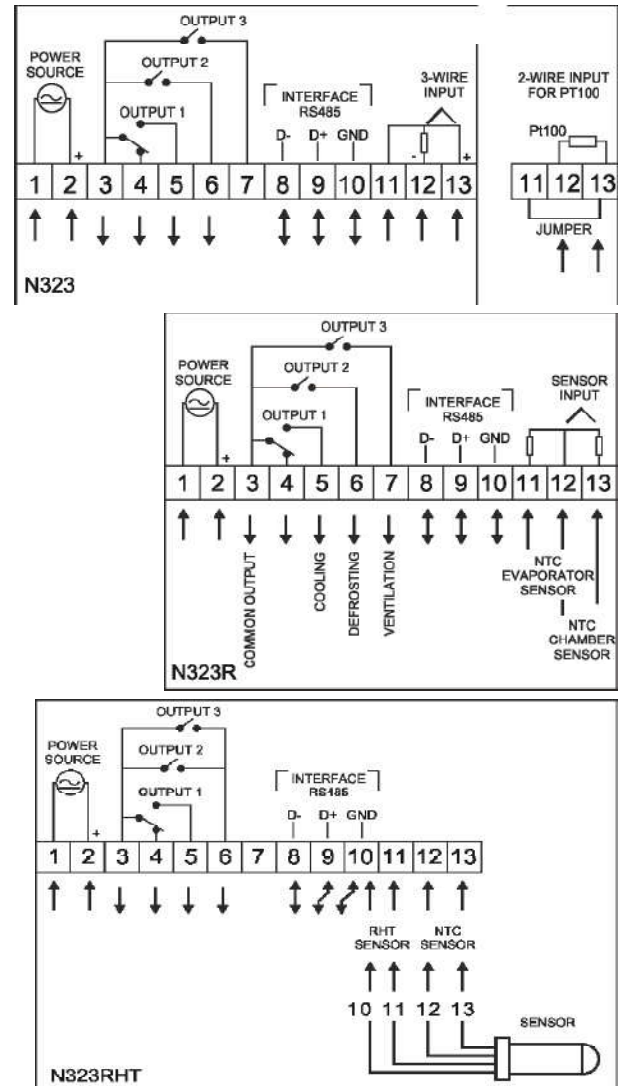 OUTPUT 3
POWER SOURCE
OUTPUT 2
OUTPUT 1
INTERFACE RS485
D- D+ GND
3-WIRE INPUT
- +
+
1 2 3 4 5 6 7 8 9 10 11 12 13
N323
2-WIRE INPUT FOR PT100
Pt100
11 12 13
JUMPER
OUTPUT 3
POWER SOURCE
OUTPUT 2
OUTPUT 1
INTERFACE RS485
D- D+ GND
SENSOR INPUT
+
1 2 3 4 5 6 7 8 9 10 11 12 13
COMMON OUTPUT
COOLING
DEFROSTING
VENTILATION
NTC EVAPORATOR SENSOR
NTC CHAMBER SENSOR
N323R
OUTPUT 3
POWER SOURCE
OUTPUT 2
OUTPUT 1
INTERFACE RS485
D- D+ GND
+
1 2 3 4 5 6 7 8 9 10 11 12 13
RHT SENSOR
NTC SENSOR
10 11 12 13
SENSOR
N323RHT